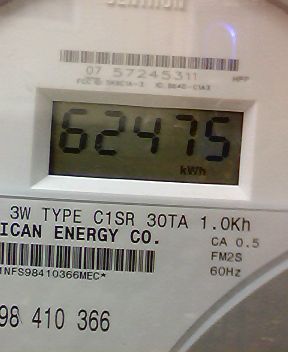 07 57245311
62475
kWh
3W TYPE C1SR 30TA 1.0Kh
ICAN ENERGY CO.
CA 0.5
FM2S
60Hz
1NFS98410366MEC*
98 410 366